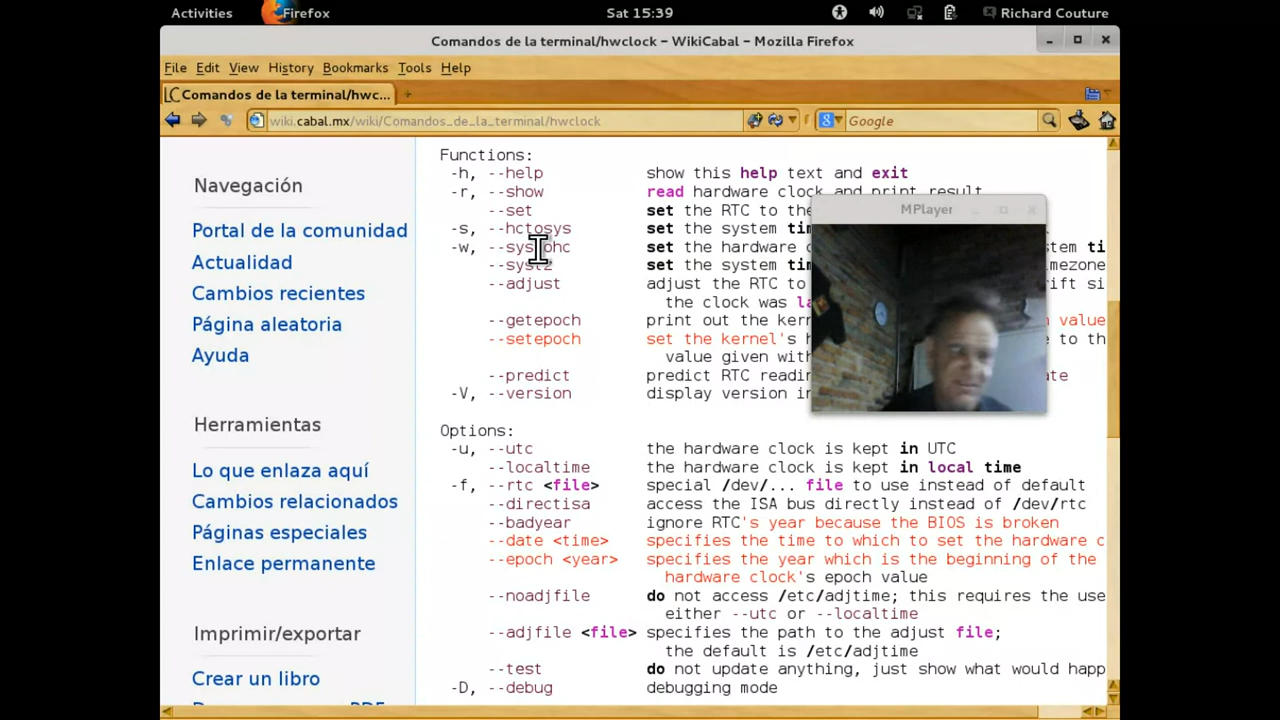 Activities Firefox Sat 15:39 Richard Couture
Comandos de la terminal/hwclock – WikiCabal – Mozilla Firefox
File Edit View History Bookmarks Tools Help
Comandos de la terminal/hwc...
wiki.cabal.mx/wiki/Comandos_de_la_terminal/hwclock
Google
Navegación
Portal de la comunidad
Actualidad
Cambios recientes
Página aleatoria
Ayuda
Herramientas
Lo que enlaza aquí
Cambios relacionados
Páginas especiales
Enlace permanente
Imprimir/exportar
Crear un libro
Functions:
-h, --help show this help text and exit
-r, --show read hardware clock and print result
--set set the RTC to the
-s, --hctosys set the system
-w, set the hardware
set the system
--adjust adjust the RTC to
the clock was
--getepoch print out the value
--setepoch set the kernel's to the
value given
--predict predict RTC
-V, --version display version
MPlayer
Options:
-u, --utc the hardware clock is kept in UTC
--localtime the hardware clock is kept in local time
-f, --rtc <file> special /dev/... file to use instead of default
--directisa access the ISA bus directly instead of /dev/rtc
--badyear ignore RTC's year because the BIOS is broken
--date <time> specifies the time to which to set the hardware
--epoch <year> specifies the year which is the beginning of the
hardware clock's epoch value
--noadjfile do not access /etc/adjtime; this requires the use
either --utc or --localtime
--adjfile <file> specifies the path to the adjust file;
the default is /etc/adjtime
--test do not update anything, just show what would happ
-D, --debug debugging mode